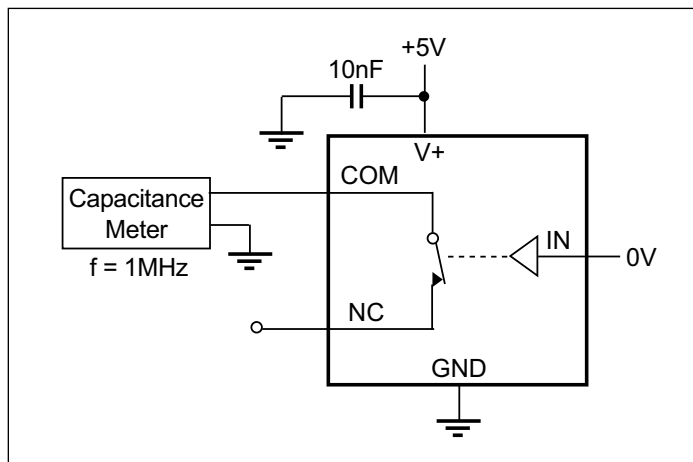 +5V
10nF
V+
COM
Capacitance
Meter
IN
0V
f = 1MHz
NC
GND